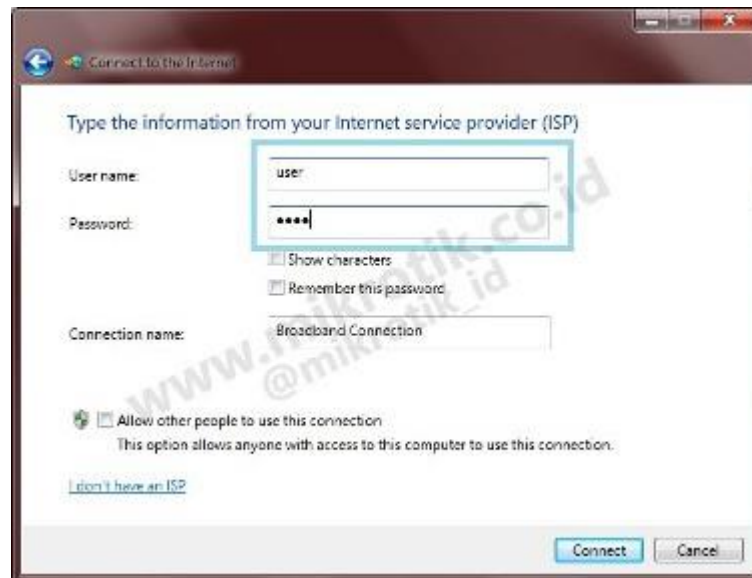 Connect to the Internet
Type the information from your Internet service provider (ISP)
User name:
user
Password:
••••
Show characters
Remember this password
Connection name:
Broadband Connection
Allow other people to use this connection
This option allows anyone with access to this computer to use this connection.
I don't have an ISP
Connect
Cancel
www.mikrotik.co.id
@mikrotik_id